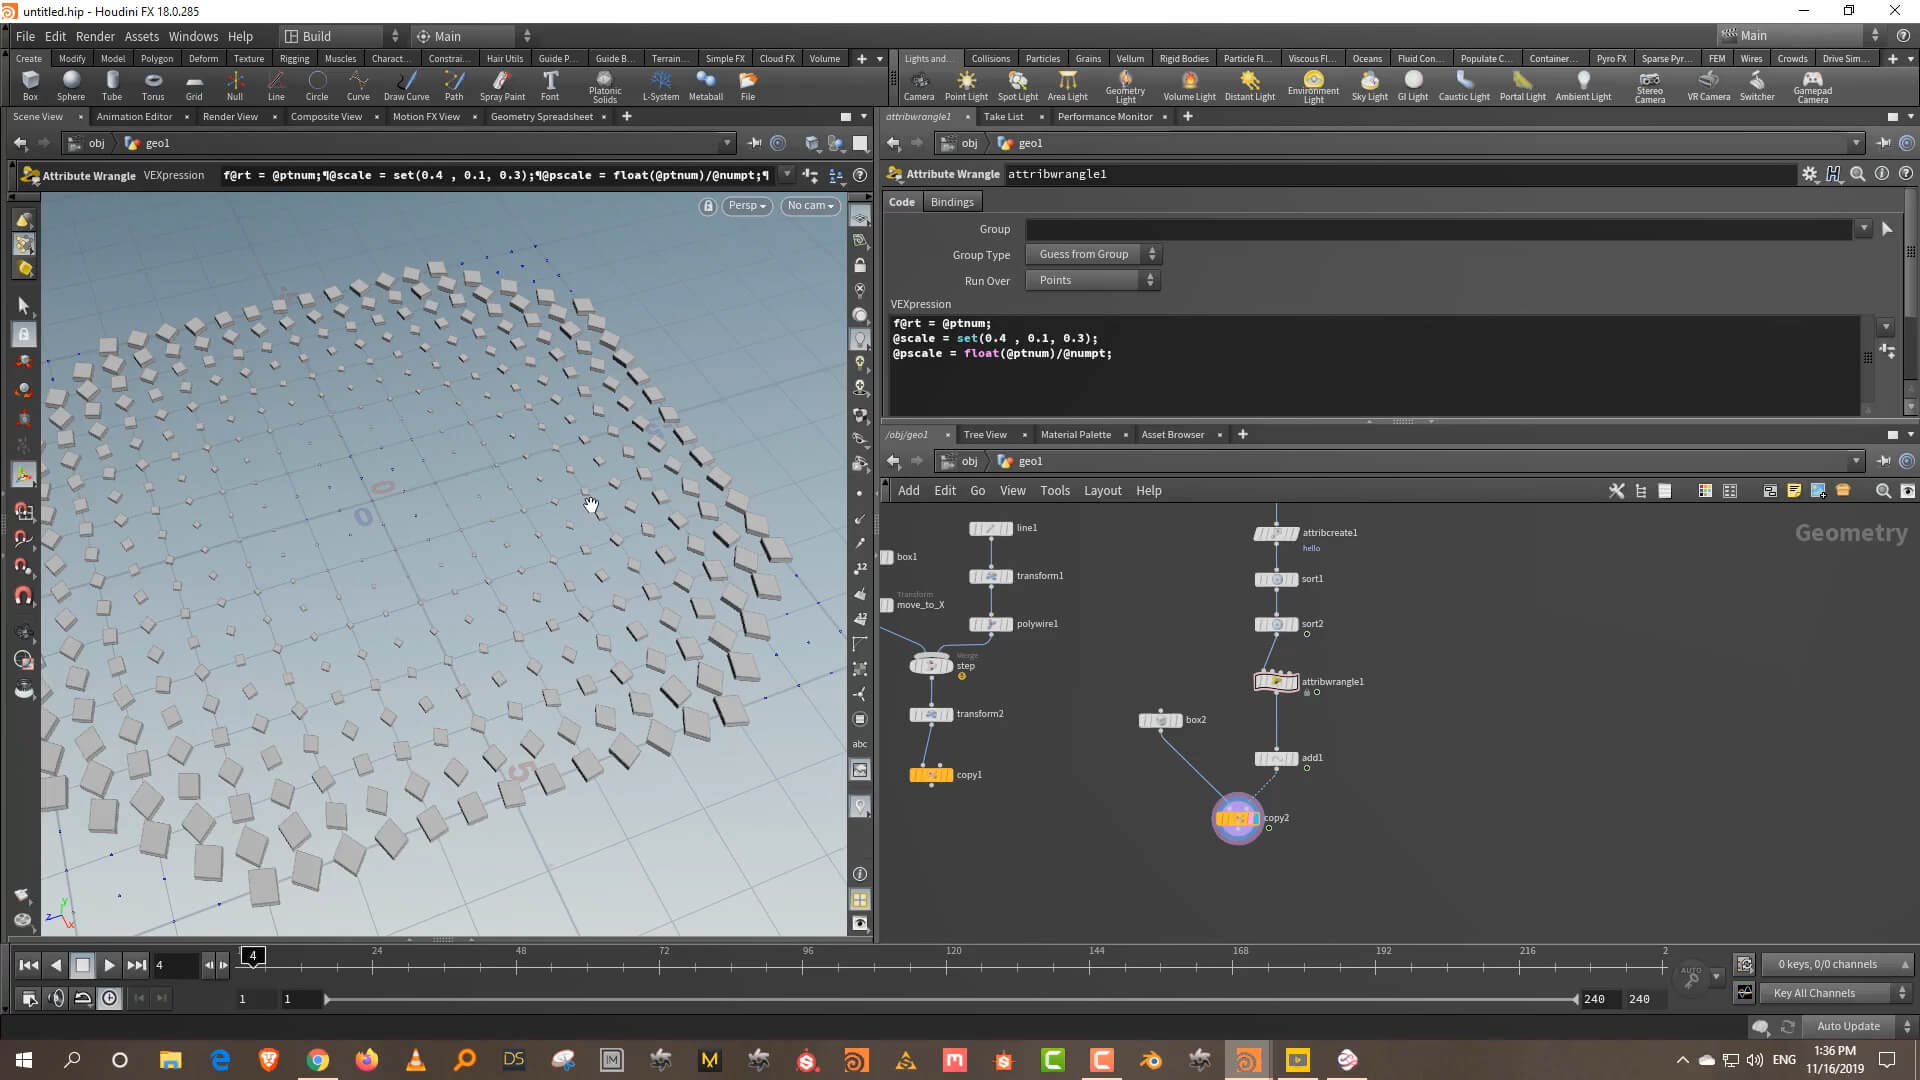 untitled.hip - Houdini FX 18.0.285
File Edit Render Assets Windows Help Build Main Main
Create Modify Model Polygon Deform Texture Rigging Muscles Charact... Constrai... Hair Utils Guide P... Guide B... Terrain... Simple FX Cloud FX Volume
Lights and... Collisions Particles Grains Vellum Rigid Bodies Particle Fl... Viscous Fl... Oceans Fluid Con... Populate C... Container... Pyro FX Sparse Pyr... FEM Wires Crowds Drive Sim...
Box Sphere Tube Torus Grid Null Line Circle Curve Draw Curve Path Spray Paint Font Platonic Solids L-System Metaball File
Camera Point Light Spot Light Area Light Geometry Light Volume Light Distant Light Environment Light Sky Light GI Light Caustic Light Portal Light Ambient Light Stereo Camera VR Camera Switcher Gamepad Camera
Scene View Animation Editor Render View Composite View Motion FX View Geometry Spreadsheet
attribwrangle1 Take List Performance Monitor
obj geo1
obj geo1
Attribute Wrangle VEXpression f@rt = @ptnum;¶@scale = set(0.4 , 0.1, 0.3);¶@pscale = float(@ptnum)/@numpt;¶
Attribute Wrangle attribwrangle1
Persp No cam
Code Bindings
Group
Group Type Guess from Group
Run Over Points
VEXpression
f@rt = @ptnum;
@scale = set(0.4 , 0.1, 0.3);
@pscale = float(@ptnum)/@numpt;
/obj/geo1 Tree View Material Palette Asset Browser
obj geo1
Add Edit Go View Tools Layout Help
Geometry
line1
box1
transform1
Transform
move_to_X
polywire1
Merge
step
transform2
copy1
attribcreate1
hello
sort1
sort2
attribwrangle1
box2
add1
copy2
0
0
5
12
12
abc
y
z
x
4 4 24 48 72 96 120 144 168 192 216 2
AUTO
0 keys, 0/0 channels
1 1 240 240
Key All Channels
Auto Update
DS
ENG
1:36 PM
11/16/2019